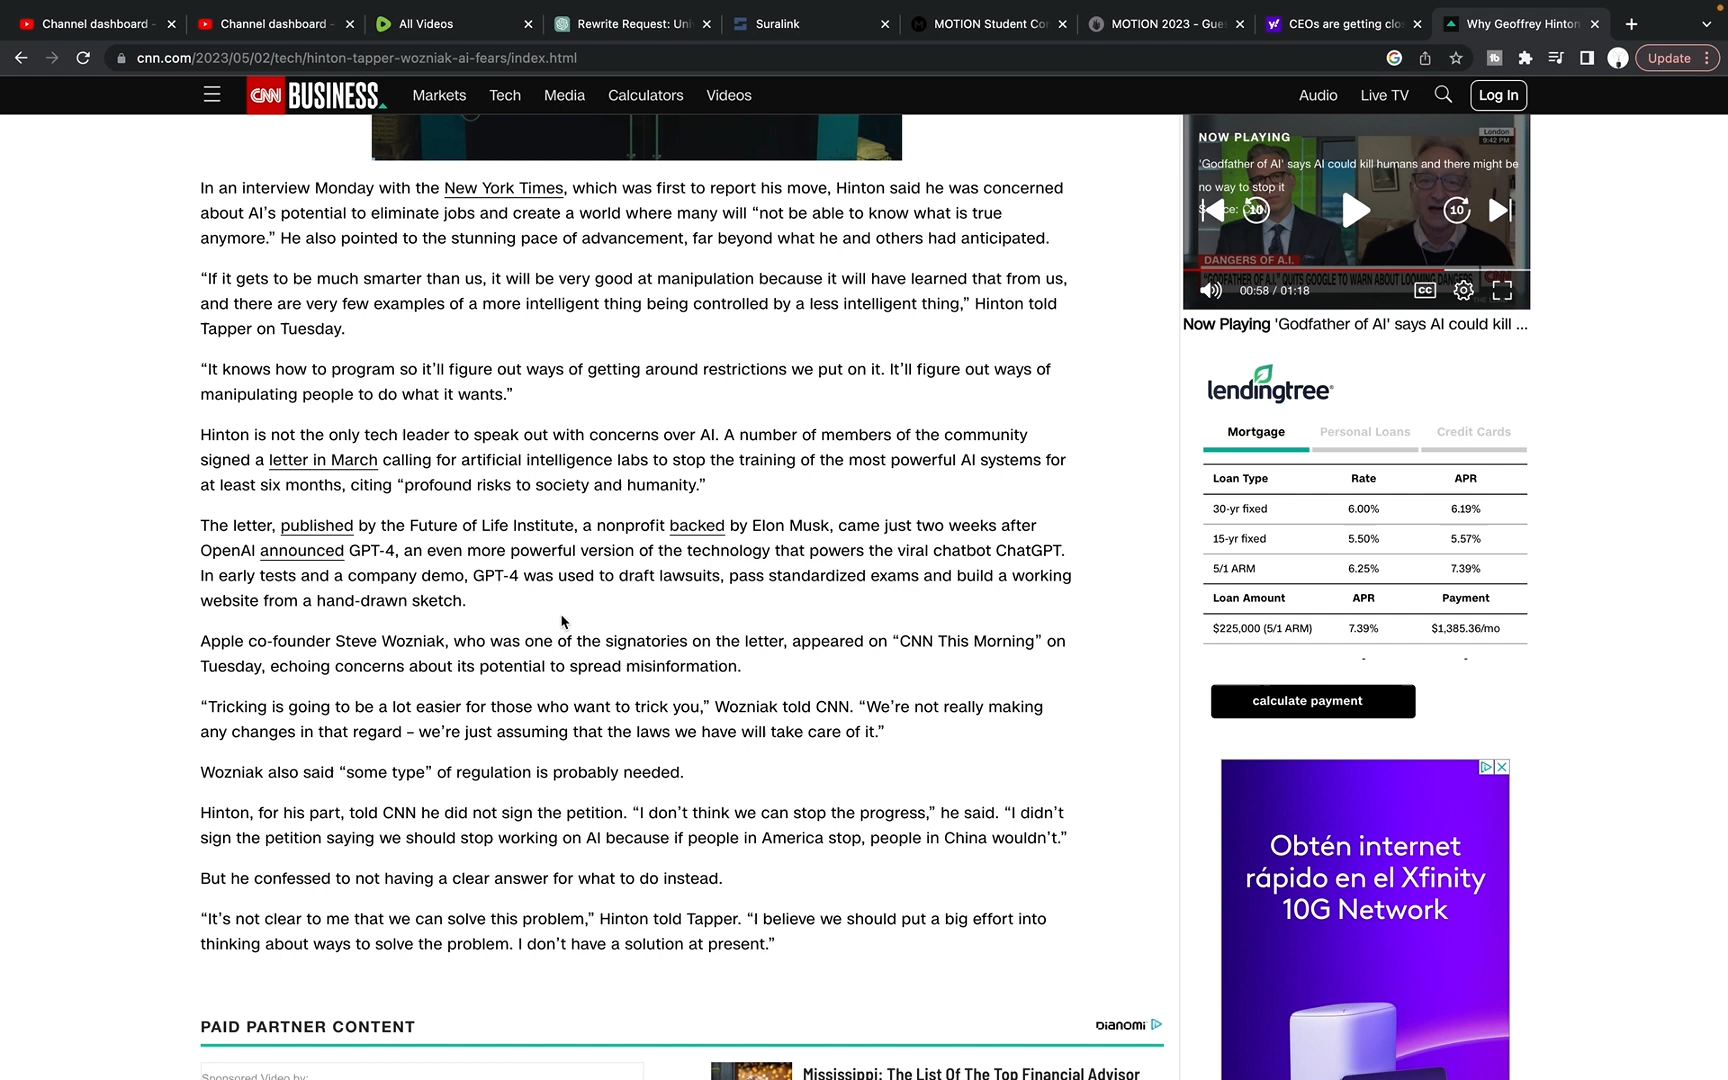 Channel dashboard -
Channel dashboard -
All Videos
Rewrite Request: Uni
Suralink
MOTION Student Co
MOTION 2023 - Gue
CEOs are getting clo
Why Geoffrey Hinton
cnn.com/2023/05/02/tech/hinton-tapper-wozniak-ai-fears/index.html
Update
CNN BUSINESS
Markets
Tech
Media
Calculators
Videos
Audio
Live TV
Log In
In an interview Monday with the New York Times, which was first to report his move, Hinton said he was concerned
about AI’s potential to eliminate jobs and create a world where many will “not be able to know what is true
anymore.” He also pointed to the stunning pace of advancement, far beyond what he and others had anticipated.
“If it gets to be much smarter than us, it will be very good at manipulation because it will have learned that from us,
and there are very few examples of a more intelligent thing being controlled by a less intelligent thing,” Hinton told
Tapper on Tuesday.
“It knows how to program so it’ll figure out ways of getting around restrictions we put on it. It’ll figure out ways of
manipulating people to do what it wants.”
Hinton is not the only tech leader to speak out with concerns over AI. A number of members of the community
signed a letter in March calling for artificial intelligence labs to stop the training of the most powerful AI systems for
at least six months, citing “profound risks to society and humanity.”
The letter, published by the Future of Life Institute, a nonprofit backed by Elon Musk, came just two weeks after
OpenAI announced GPT-4, an even more powerful version of the technology that powers the viral chatbot ChatGPT.
In early tests and a company demo, GPT-4 was used to draft lawsuits, pass standardized exams and build a working
website from a hand-drawn sketch.
Apple co-founder Steve Wozniak, who was one of the signatories on the letter, appeared on “CNN This Morning” on
Tuesday, echoing concerns about its potential to spread misinformation.
“Tricking is going to be a lot easier for those who want to trick you,” Wozniak told CNN. “We’re not really making
any changes in that regard – we’re just assuming that the laws we have will take care of it.”
Wozniak also said “some type” of regulation is probably needed.
Hinton, for his part, told CNN he did not sign the petition. “I don’t think we can stop the progress,” he said. “I didn’t
sign the petition saying we should stop working on AI because if people in America stop, people in China wouldn’t.”
But he confessed to not having a clear answer for what to do instead.
“It’s not clear to me that we can solve this problem,” Hinton told Tapper. “I believe we should put a big effort into
thinking about ways to solve the problem. I don’t have a solution at present.”
PAID PARTNER CONTENT
DIANOMI
Sponsored Video by:
Mississippi: The List Of The Top Financial Advisor
NOW PLAYING
London
9:42 PM
'Godfather of AI' says AI could kill humans and there might be
no way to stop it
10
10
DANGERS OF A.I.
"GODFATHER OF A.I." QUITS GOOGLE TO WARN ABOUT LOOMING DANGERS
CNN
00:58 / 01:18
CC
Now Playing 'Godfather of AI' says AI could kill ...
lendingtree
Mortgage Personal Loans Credit Cards
Loan Type Rate APR
30-yr fixed 6.00% 6.19%
15-yr fixed 5.50% 5.57%
5/1 ARM 6.25% 7.39%
Loan Amount APR Payment
$225,000 (5/1 ARM) 7.39% $1,385.36/mo
- -
calculate payment
Obtén internet
rápido en el Xfinity
10G Network